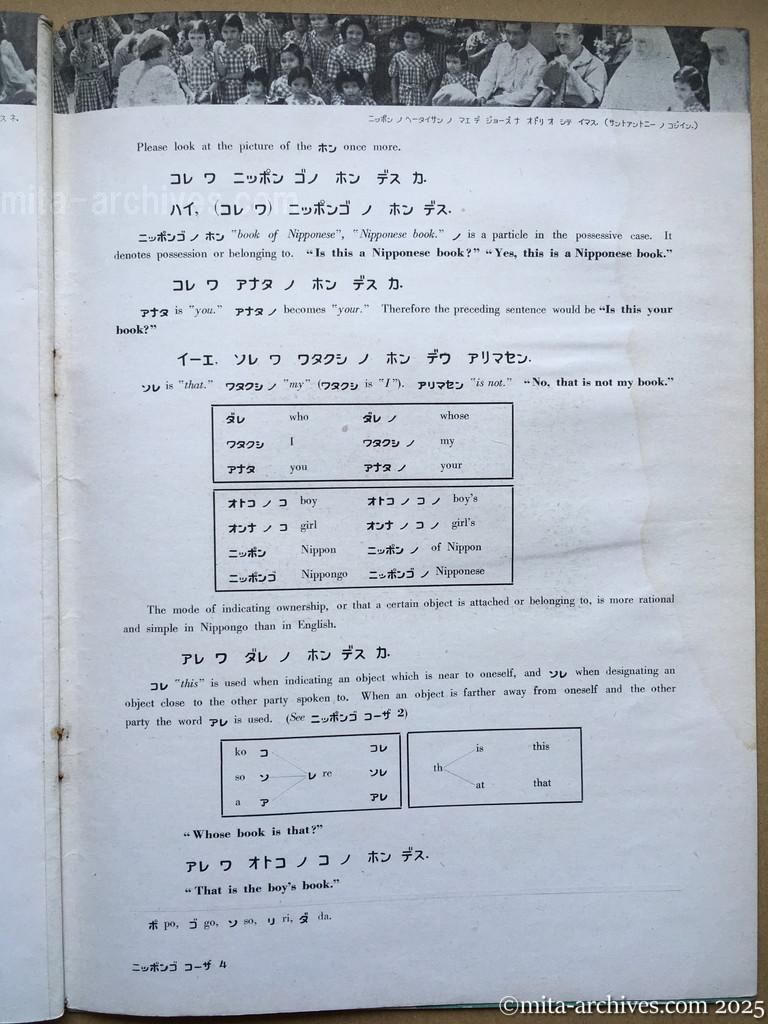 スネ.
ニッポン ノ ヘータイサン ノ マエ デ ジョーズ ナ オドリ オ シテ イマス. (サントアントニー ノ コジイン.)
Please look at the picture of the ホン once more.
コレ ワ ニッポン ゴノ ホン デス カ.
mita-archives.com
ハイ, (コレ ワ) ニッポンゴ ノ ホン デス.
ニッポンゴ ノ ホン "book of Nipponese", "Nipponese book." ノ is a particle in the possessive case. It
denotes possession or belonging to. "Is this a Nipponese book?" "Yes, this is a Nipponese book."
コレ ワ アナタ ノ ホン デス カ.
アナタ is "you." アナタ ノ becomes "your." Therefore the preceding sentence would be "Is this your
book?"
イーエ. ソレ ワ ワタクシ ノ ホン デワ アリマセン.
ソレ is "that." ワタクシ ノ "my" (ワタクシ is "I"). アリマセン "is not." "No, that is not my book."
ダレ who ダレ ノ whose
ワタクシ I ワタクシ ノ my
アナタ you アナタ ノ your
オトコ ノ コ boy オトコ ノ コ ノ boy's
オンナ ノ コ girl オンナ ノ コ ノ girl's
ニッポン Nippon ニッポン ノ of Nippon
ニッポンゴ Nippongo ニッポンゴ ノ Nipponese
The mode of indicating ownership, or that a certain object is attached or belonging to, is more rational
and simple in Nippongo than in English.
アレ ワ ダレ ノ ホン デス カ.
コレ "this" is used when indicating an object which is near to oneself, and ソレ when designating an
object close to the other party spoken to. When an object is farther away from oneself and the other
party the word アレ is used. (See ニッポンゴ コーザ 2)
ko コ コレ
so ソ レ re ソレ
a ア アレ
is this
th
at that
"Whose book is that?"
アレ ワ オトコ ノ コ ノ ホン デス.
"That is the boy's book."
ポ po, ゴ go, ソ so, リ ri, ダ da.
ニッポンゴ コーザ 4
©mita-archives.com 2025